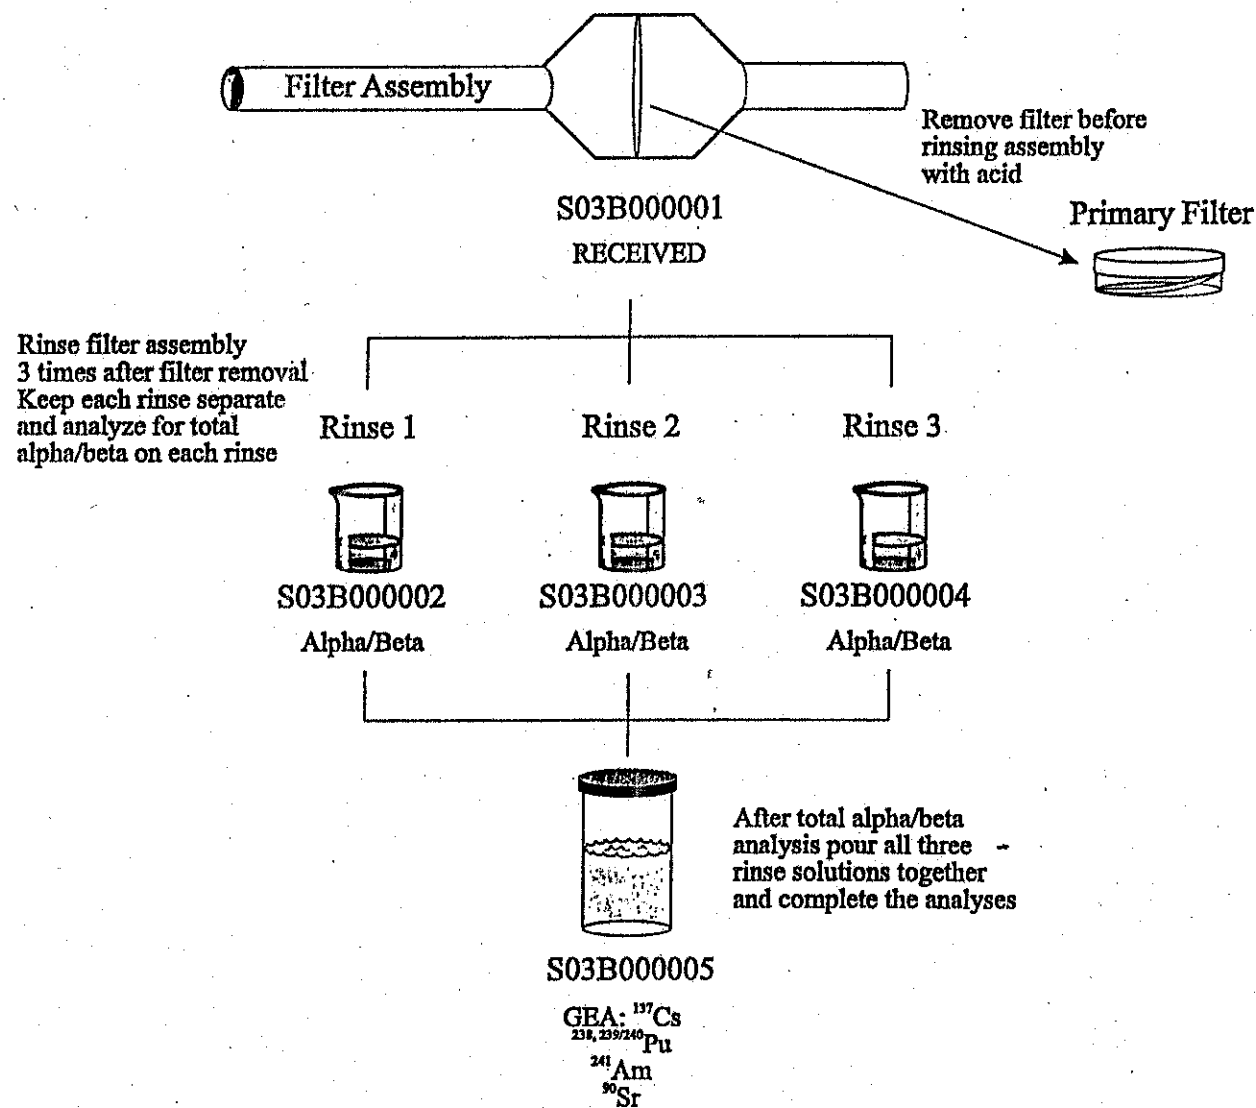 Filter Assembly
Remove filter before
rinsing assembly
with acid
S03B000001
RECEIVED
Primary Filter
Rinse filter assembly
3 times after filter removal
Keep each rinse separate
and analyze for total
alpha/beta on each rinse
Rinse 1
Rinse 2
Rinse 3
S03B000002
S03B000003
S03B000004
Alpha/Beta
Alpha/Beta
Alpha/Beta
After total alpha/beta
analysis pour all three
rinse solutions together
and complete the analyses
S03B000005
GEA: ¹³⁷Cs
²³⁸, ²³⁹/²⁴⁰Pu
²⁴¹Am
⁹⁰Sr